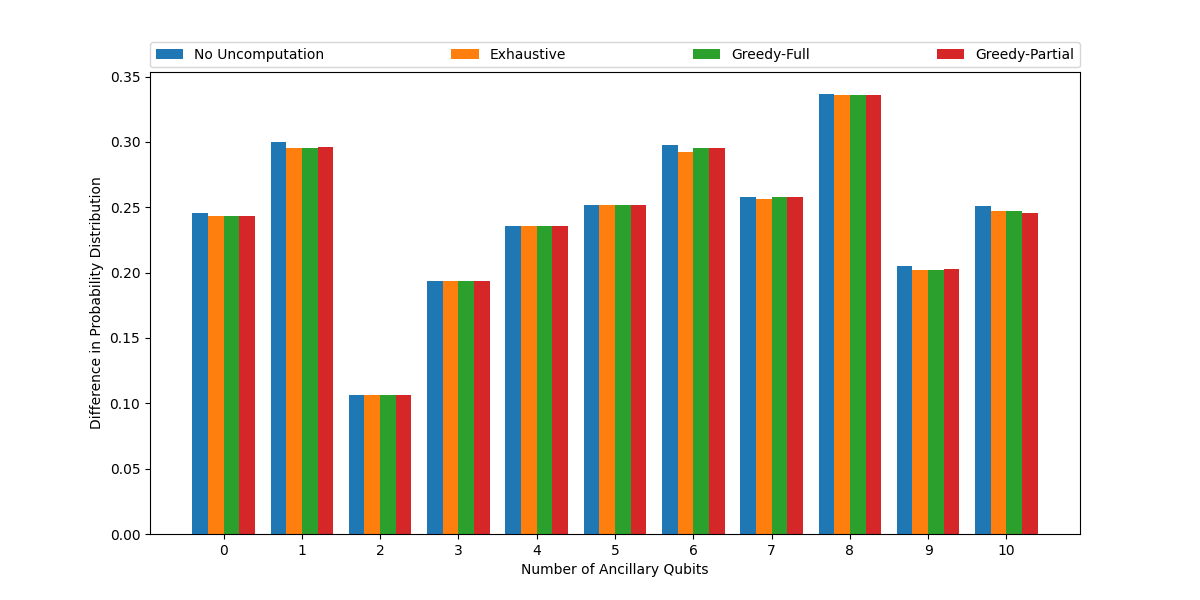 No Uncomputation Exhaustive Greedy-Full Greedy-Partial
0.35
0.30
0.25
0.20
0.15
0.10
0.05
0.00
Difference in Probability Distribution
0 1 2 3 4 5 6 7 8 9 10
Number of Ancillary Qubits